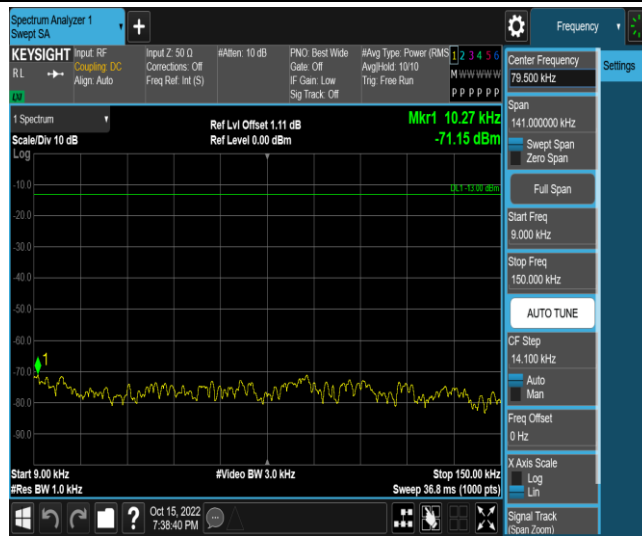 Spectrum Analyzer 1
Swept SA
Frequency
KEYSIGHT
RL
LXI
Input: RF
Coupling: DC
Align: Auto
Input Z: 50 Ω
Corrections: Off
Freq Ref: Int (S)
#Atten: 10 dB
PNO: Best Wide
Gate: Off
IF Gain: Low
Sig Track: Off
#Avg Type: Power (RMS
Avg|Hold: 10/10
Trig: Free Run
1 2 3 4 5 6
M W W W W W
P P P P P P
1 Spectrum
Scale/Div 10 dB
Log
Ref Lvl Offset 1.11 dB
Ref Level 0.00 dBm
Mkr1 10.27 kHz
-71.15 dBm
-10.0
DL1 -13.00 dBm
-20.0
-30.0
-40.0
-50.0
-60.0
1
-70.0
-80.0
-90.0
Start 9.00 kHz
#Res BW 1.0 kHz
#Video BW 3.0 kHz
Stop 150.00 kHz
Sweep 36.8 ms (1000 pts)
?
Oct 15, 2022
7:38:40 PM
Center Frequency
79.500 kHz
Settings
Span
141.000000 kHz
Swept Span
Zero Span
Full Span
Start Freq
9.000 kHz
Stop Freq
150.000 kHz
AUTO TUNE
CF Step
14.100 kHz
Auto
Man
Freq Offset
0 Hz
X Axis Scale
Log
Lin
Signal Track
(Span Zoom)